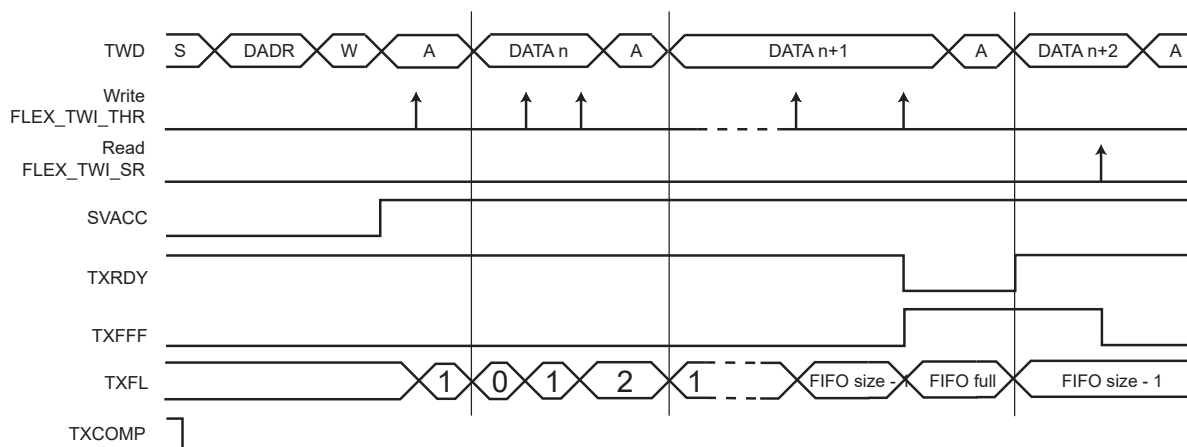 TWD S DADR W A DATA n A DATA n+1 A DATA n+2 A
Write
FLEX_TWI_THR
Read
FLEX_TWI_SR
SVACC
TXRDY
TXFFF
TXFL 1 0 1 2 1 FIFO size - 1 FIFO full FIFO size - 1
TXCOMP